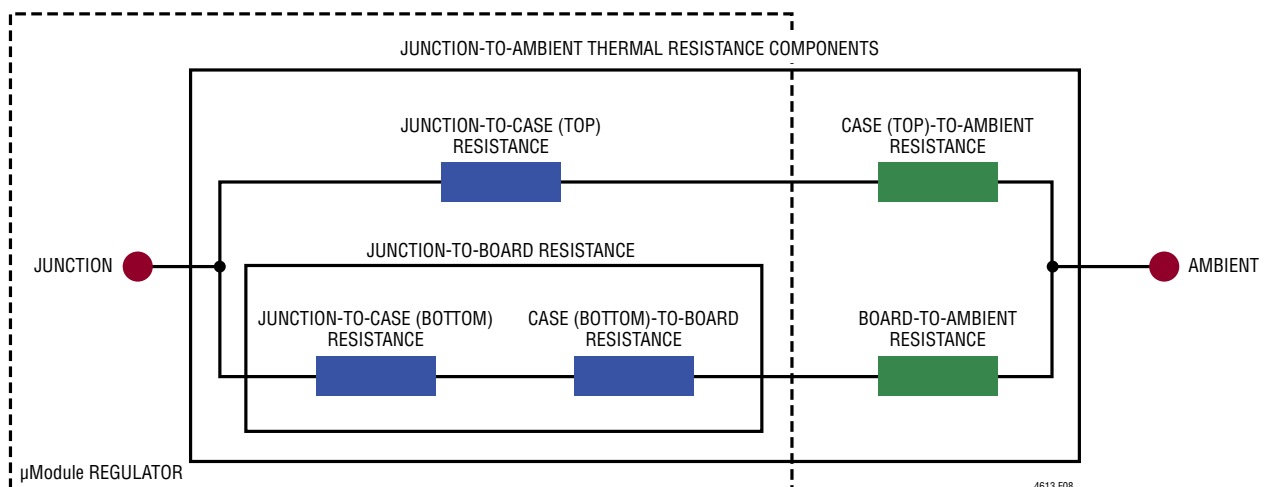 JUNCTION-TO-AMBIENT THERMAL RESISTANCE COMPONENTS
JUNCTION-TO-CASE (TOP)
RESISTANCE
CASE (TOP)-TO-AMBIENT
RESISTANCE
JUNCTION-TO-BOARD RESISTANCE
JUNCTION
AMBIENT
JUNCTION-TO-CASE (BOTTOM)
RESISTANCE
CASE (BOTTOM)-TO-BOARD
RESISTANCE
BOARD-TO-AMBIENT
RESISTANCE
µModule REGULATOR
4613 F08